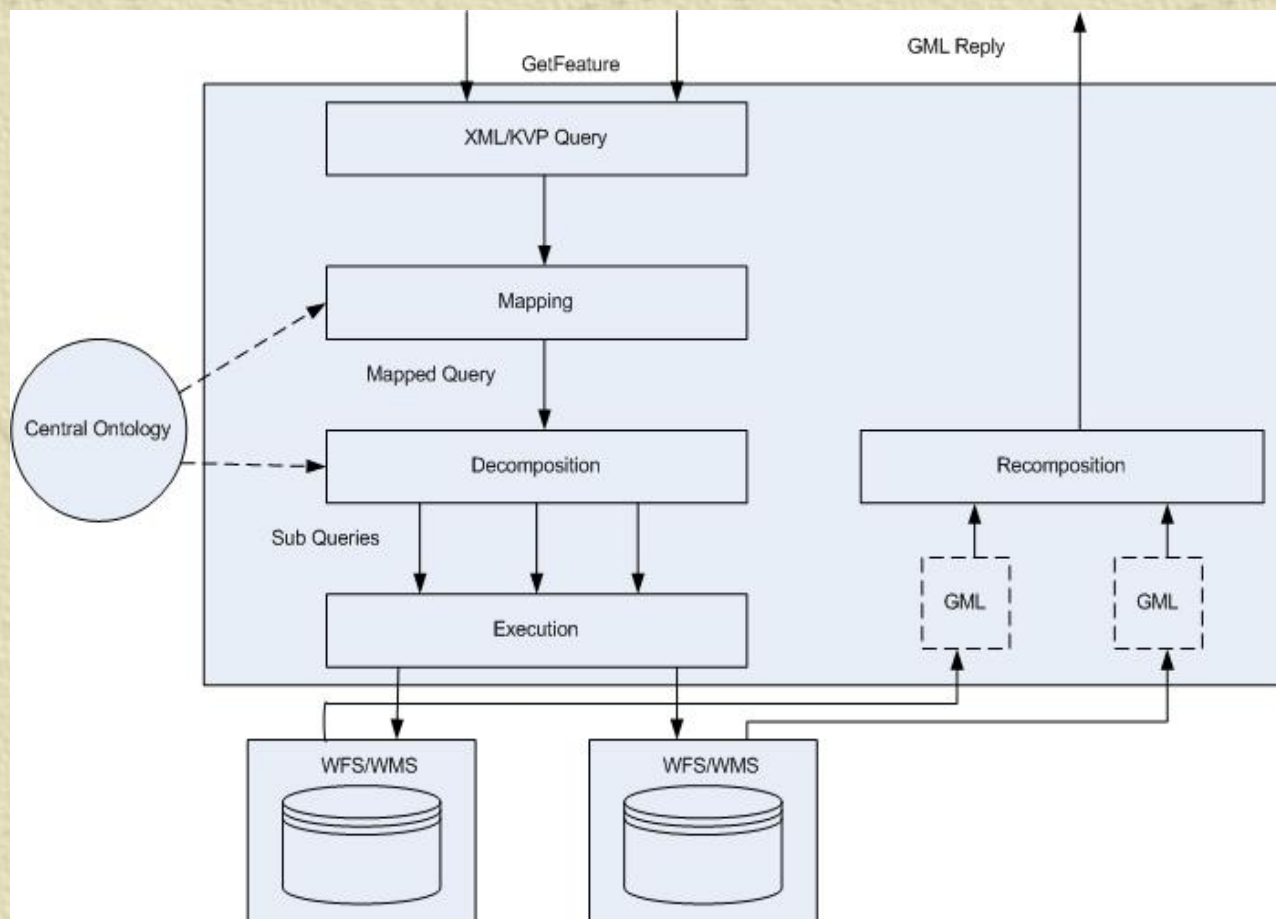 GetFeature
GML Reply
XML/KVP Query
Mapping
Mapped Query
Central Ontology
Decomposition
Recomposition
Sub Queries
GML
GML
Execution
WFS/WMS
WFS/WMS